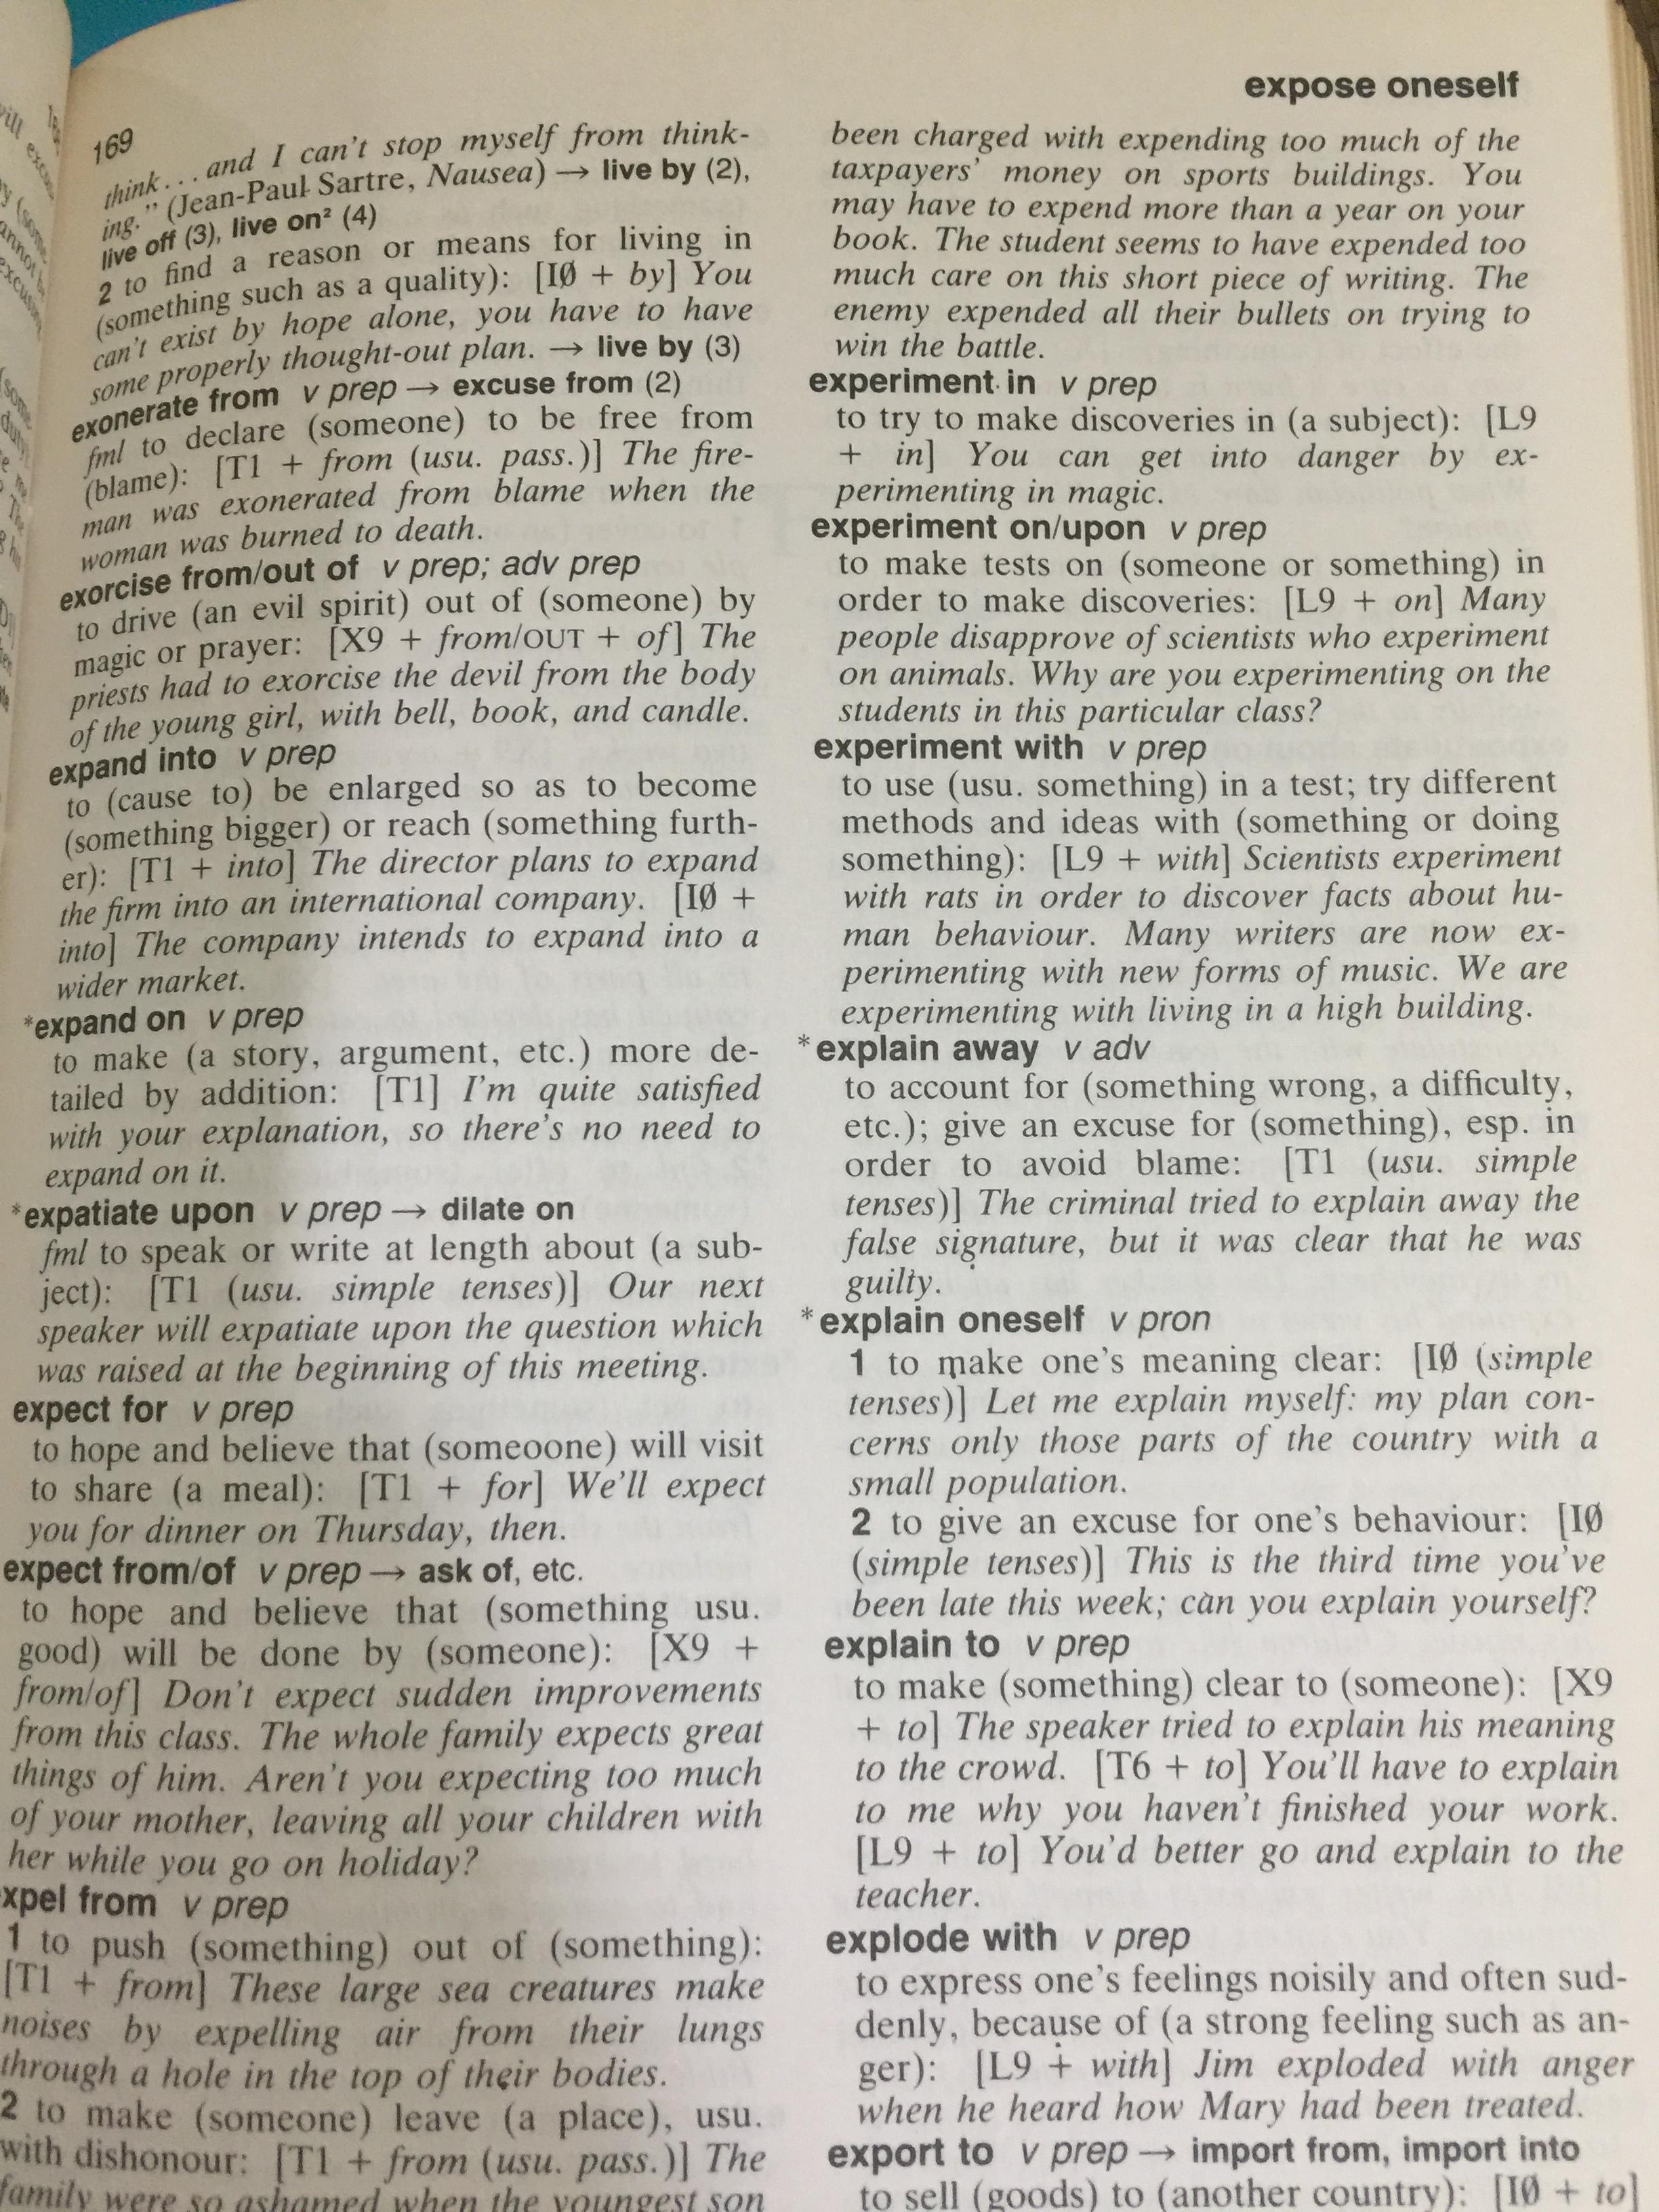 169
think... and I can't stop myself from think-
ing." (Jean-Paul Sartre, Nausea) → live by (2),
live off (3), live on² (4)
2 to find a reason or means for living in
(something such as a quality): [IØ + by] You
can't exist by hope alone, you have to have
some properly thought-out plan. → live by (3)
exonerate from v prep → excuse from (2)
fml to declare (someone) to be free from
(blame): [T1 + from (usu. pass.)] The fire-
man was exonerated from blame when the
woman was burned to death.
exorcise from/out of v prep; adv prep
to drive (an evil spirit) out of (someone) by
magic or prayer: [X9 + from/OUT + of] The
priests had to exorcise the devil from the body
of the young girl, with bell, book, and candle.
expand into v prep
to (cause to) be enlarged so as to become
(something bigger) or reach (something furth-
er): [T1 + into] The director plans to expand
the firm into an international company. [IØ +
into] The company intends to expand into a
wider market.
*expand on v prep
to make (a story, argument, etc.) more de-
tailed by addition: [T1] I'm quite satisfied
with your explanation, so there's no need to
expand on it.
*expatiate upon v prep → dilate on
fml to speak or write at length about (a sub-
ject): [T1 (usu. simple tenses)] Our next
speaker will expatiate upon the question which
was raised at the beginning of this meeting.
expect for v prep
to hope and believe that (someoone) will visit
to share (a meal): [T1 + for] We'll expect
you for dinner on Thursday, then.
expect from/of v prep → ask of, etc.
to hope and believe that (something usu.
good) will be done by (someone): [X9 +
from/of] Don't expect sudden improvements
from this class. The whole family expects great
things of him. Aren't you expecting too much
of your mother, leaving all your children with
her while you go on holiday?
xpel from v prep
1 to push (something) out of (something):
[T1 + from] These large sea creatures make
noises by expelling air from their lungs
through a hole in the top of their bodies.
2 to make (someone) leave (a place), usu.
with dishonour: [T1 + from (usu. pass.)] The
family were so ashamed when the youngest son
expose oneself
been charged with expending too much of the
taxpayers' money on sports buildings. You
may have to expend more than a year on your
book. The student seems to have expended too
much care on this short piece of writing. The
enemy expended all their bullets on trying to
win the battle.
experiment in v prep
to try to make discoveries in (a subject): [L9
+ in] You can get into danger by ex-
perimenting in magic.
experiment on/upon v prep
to make tests on (someone or something) in
order to make discoveries: [L9 + on] Many
people disapprove of scientists who experiment
on animals. Why are you experimenting on the
students in this particular class?
experiment with v prep
to use (usu. something) in a test; try different
methods and ideas with (something or doing
something): [L9 + with] Scientists experiment
with rats in order to discover facts about hu-
man behaviour. Many writers are now ex-
perimenting with new forms of music. We are
experimenting with living in a high building.
*explain away v adv
to account for (something wrong, a difficulty,
etc.); give an excuse for (something), esp. in
order to avoid blame: [T1 (usu. simple
tenses)] The criminal tried to explain away the
false signature, but it was clear that he was
guilty.
*explain oneself v pron
1 to make one's meaning clear: [IØ (simple
tenses)] Let me explain myself: my plan con-
cerns only those parts of the country with a
small population.
2 to give an excuse for one's behaviour: [IØ
(simple tenses)] This is the third time you've
been late this week; can you explain yourself?
explain to v prep
to make (something) clear to (someone): [X9
+ to] The speaker tried to explain his meaning
to the crowd. [T6 + to] You'll have to explain
to me why you haven't finished your work.
[L9 + to] You'd better go and explain to the
teacher.
explode with v prep
to express one's feelings noisily and often sud-
denly, because of (a strong feeling such as an-
ger): [L9 + with] Jim exploded with anger
when he heard how Mary had been treated.
export to v prep → import from, import into
to sell (goods) to (another country): [IØ + to]